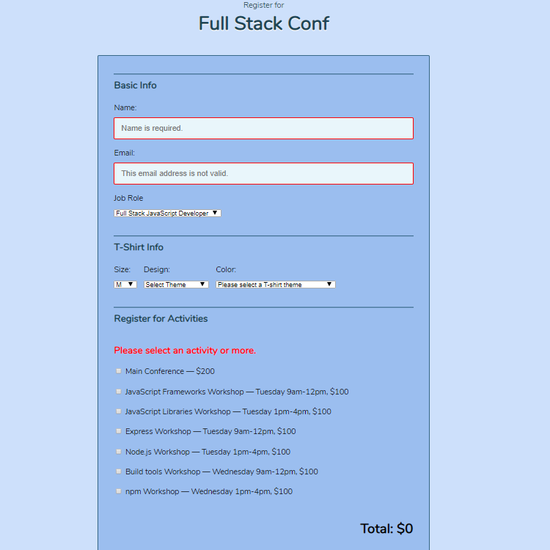 Register for
Full Stack Conf
Basic Info
Name:
Name is required.
Email:
This email address is not valid.
Job Role
Full Stack JavaScript Developer
T-Shirt Info
Size: Design: Color:
M Select Theme Please select a T-shirt theme
Register for Activities
Please select an activity or more.
Main Conference — $200
JavaScript Frameworks Workshop — Tuesday 9am-12pm, $100
JavaScript Libraries Workshop — Tuesday 1pm-4pm, $100
Express Workshop — Tuesday 9am-12pm, $100
Node.js Workshop — Tuesday 1pm-4pm, $100
Build tools Workshop — Wednesday 9am-12pm, $100
npm Workshop — Wednesday 1pm-4pm, $100
Total: $0